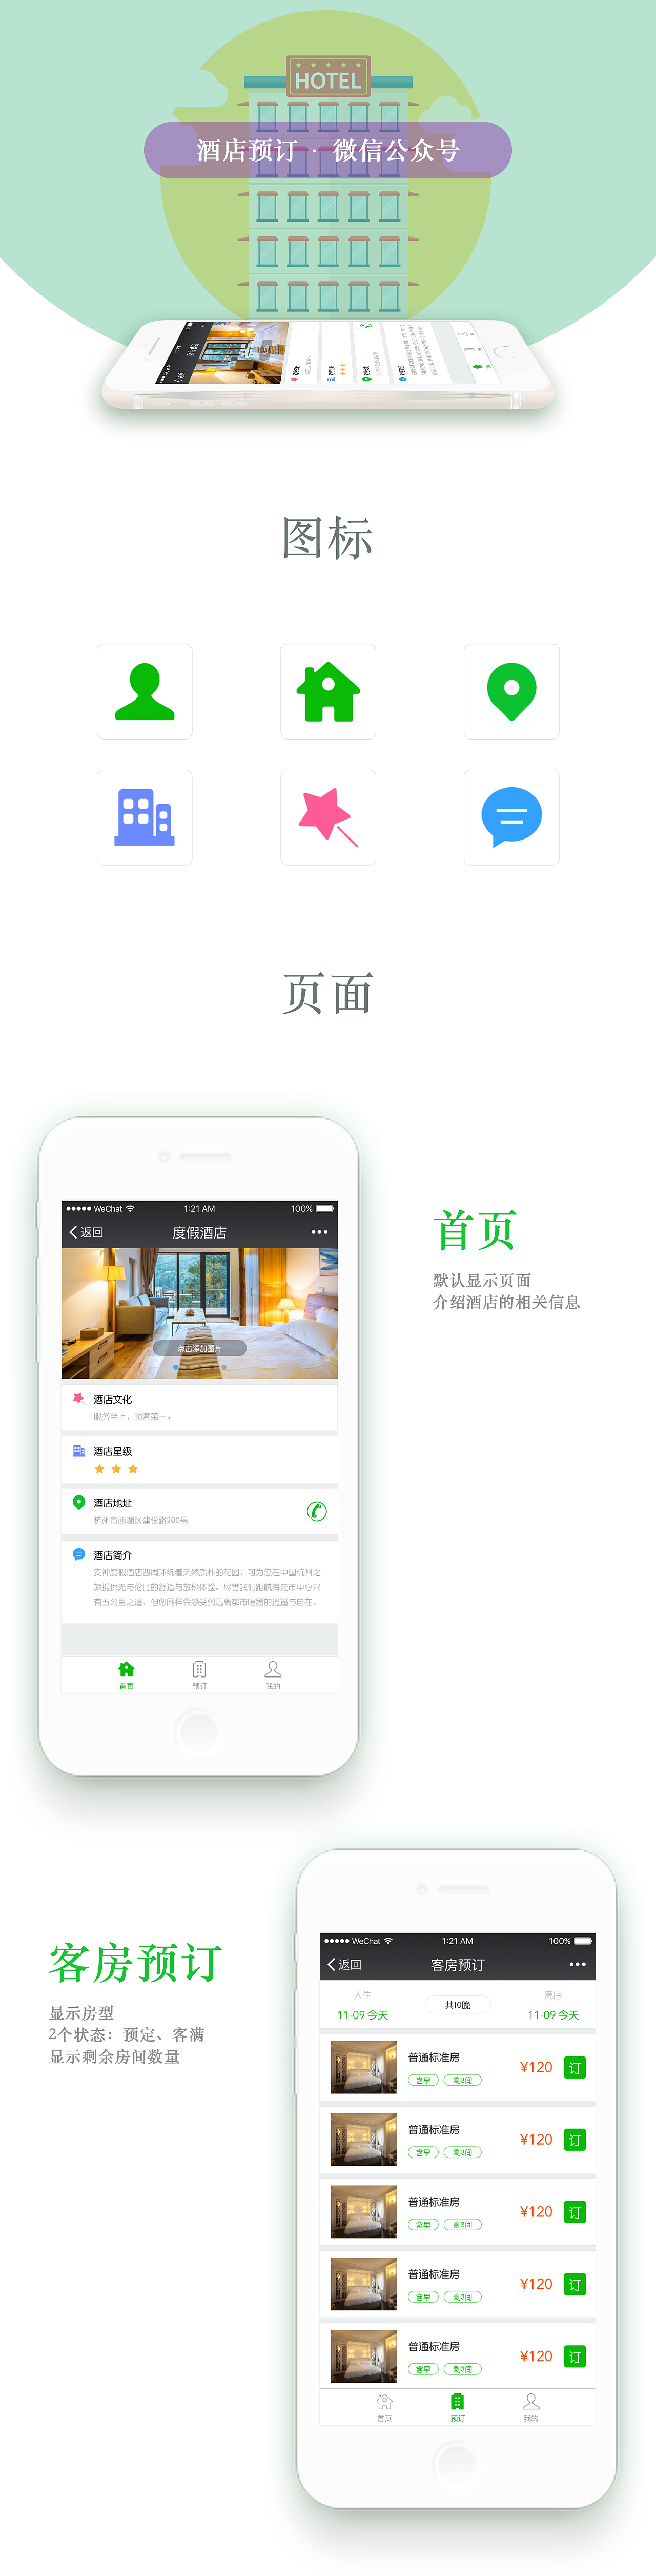 HOTEL
酒店预订 · 微信公众号
图标
页面
WeChat
1:21 AM
100%
返回
度假酒店
点击添加图片
酒店文化
服务至上，顾客第一。
酒店星级
酒店地址
杭州市西湖区建设路200号
酒店简介
安神度假酒店四周环绕着天然质朴的花园，可为您在中国杭州之
旅提供无与伦比的舒适与放松体验。尽管我们距航海走市中心只
有五公里之遥，但您同样会感受到远离都市喧嚣的逍遥与自在。
首页
预订
我的
首页
默认显示页面
介绍酒店的相关信息
客房预订
显示房型
2个状态：预定、客满
显示剩余房间数量
WeChat
1:21 AM
100%
返回
客房预订
入住
离店
11-09 今天
共10晚
11-09 今天
普通标准房
含早
剩3间
¥120
订
普通标准房
含早
剩3间
¥120
订
普通标准房
含早
剩3间
¥120
订
普通标准房
含早
剩3间
¥120
订
普通标准房
含早
剩3间
¥120
订
首页
预订
我的